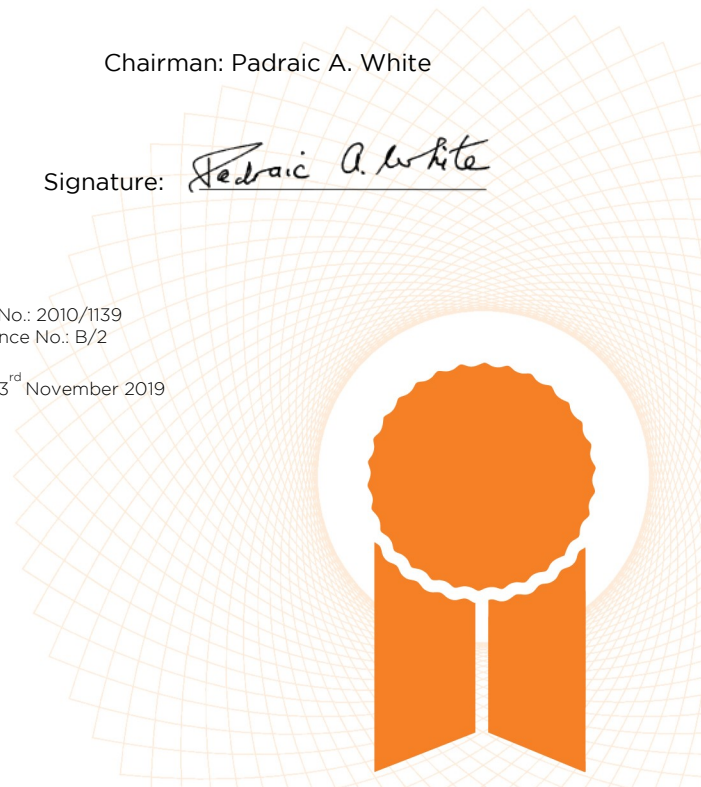 Chairman: Padraic A. White
Signature: Padraic A. White
No.: 2010/1139
nce No.: B/2
3rd November 2019